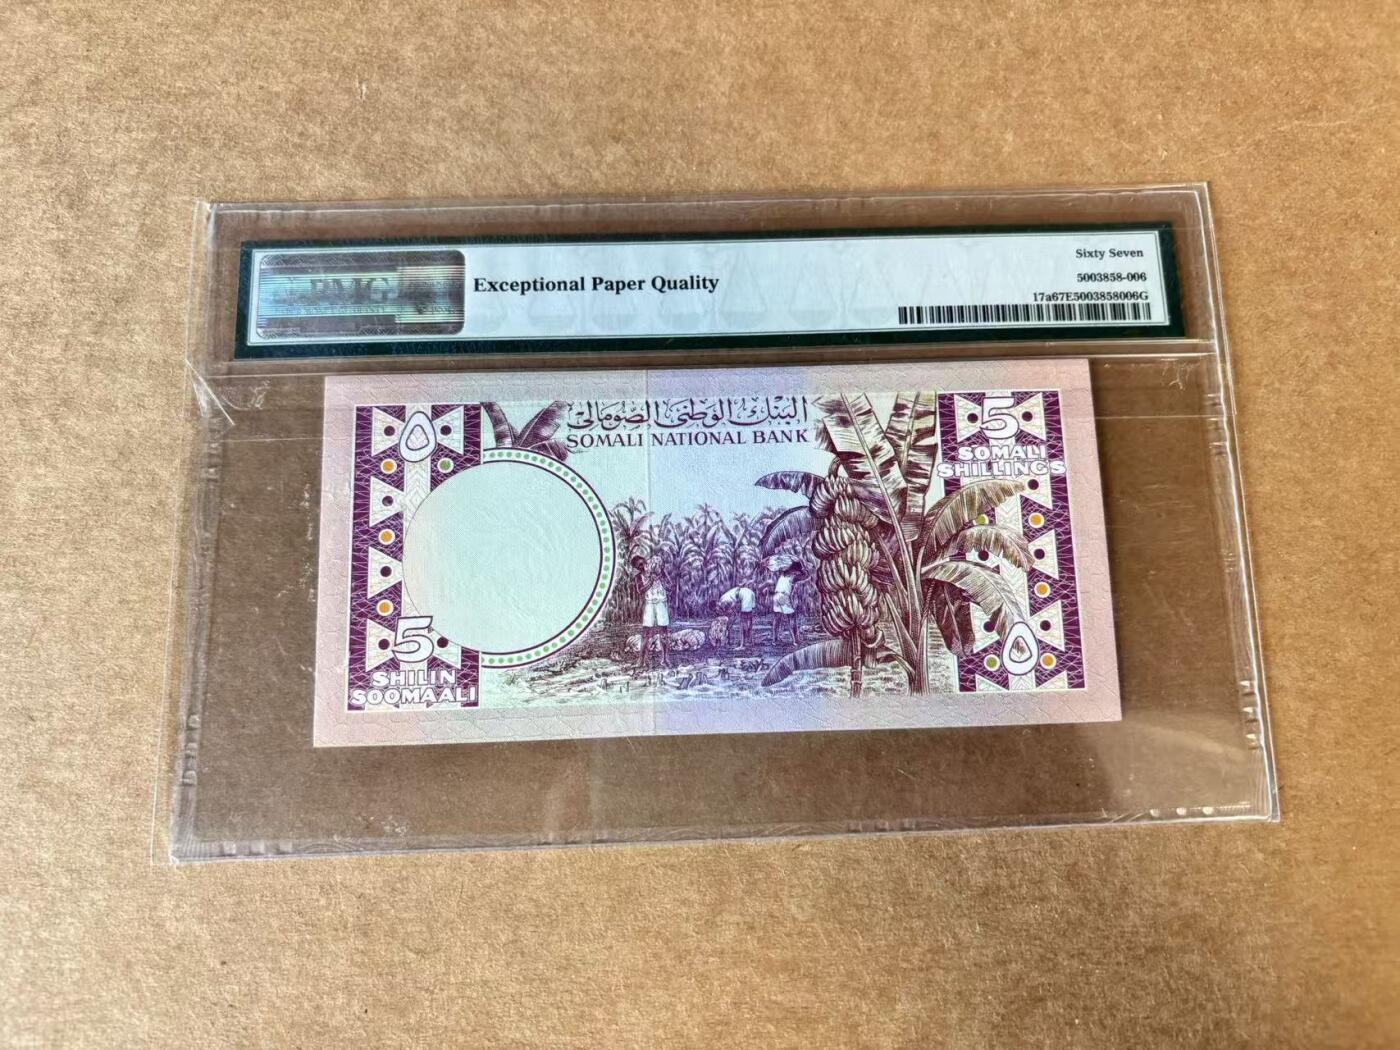 PMG
Exceptional Paper Quality
Sixty Seven
5003858-006
17a67E5003858006G
البنك الوطني الصومالي
SOMALI NATIONAL BANK
٥
5
SOMALI
SHILLINGS
5
SHILIN
SOOMAALI
٥